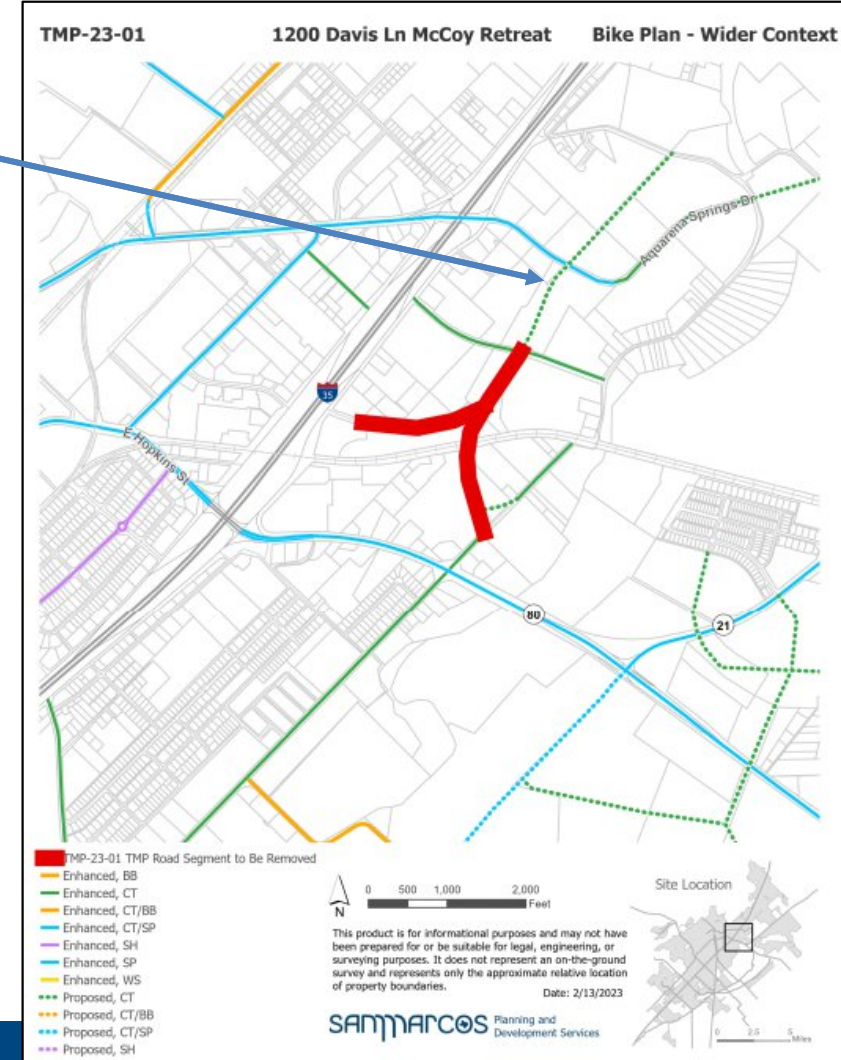 TMP-23-01 1200 Davis Ln McCoy Retreat Bike Plan - Wider Context
Aquarena Springs Dr
35
E Hopkins St
80
21
TMP-23-01 TMP Road Segment to Be Removed
Enhanced, BB
Enhanced, CT
Enhanced, CT/BB
Enhanced, CT/SP
Enhanced, SH
Enhanced, SP
Enhanced, WS
Proposed, CT
Proposed, CT/BB
Proposed, CT/SP
Proposed, SH
N
0 500 1,000 2,000
Feet
This product is for informational purposes and may not have
been prepared for or be suitable for legal, engineering, or
surveying purposes. It does not represent an on-the-ground
survey and represents only the approximate relative location
of property boundaries.
Date: 2/13/2023
SANMARCOS Planning and
Development Services
Site Location
0 2.5 5
Miles